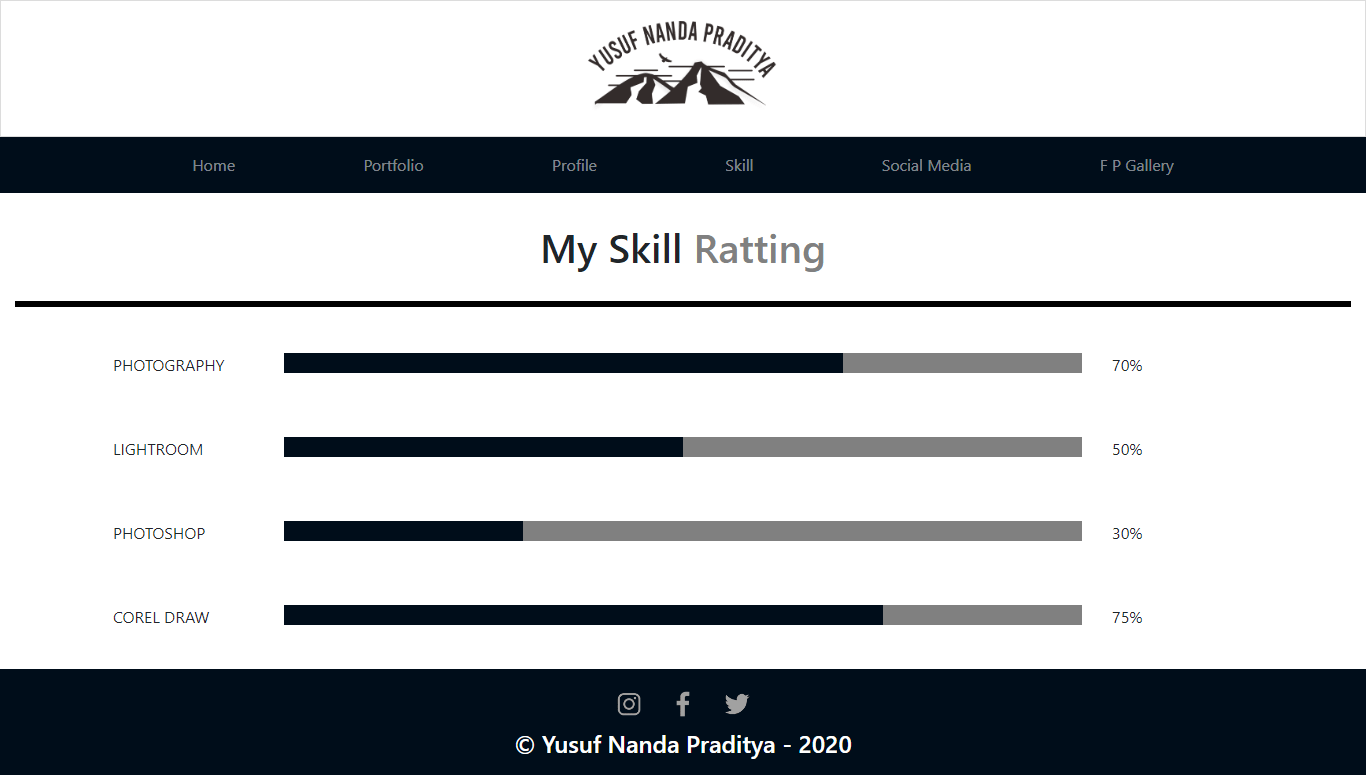 YUSUF NANDA PRADITYA
Home Portfolio Profile Skill Social Media F P Gallery
My Skill Ratting
PHOTOGRAPHY 70%
LIGHTROOM 50%
PHOTOSHOP 30%
COREL DRAW 75%
© Yusuf Nanda Praditya - 2020